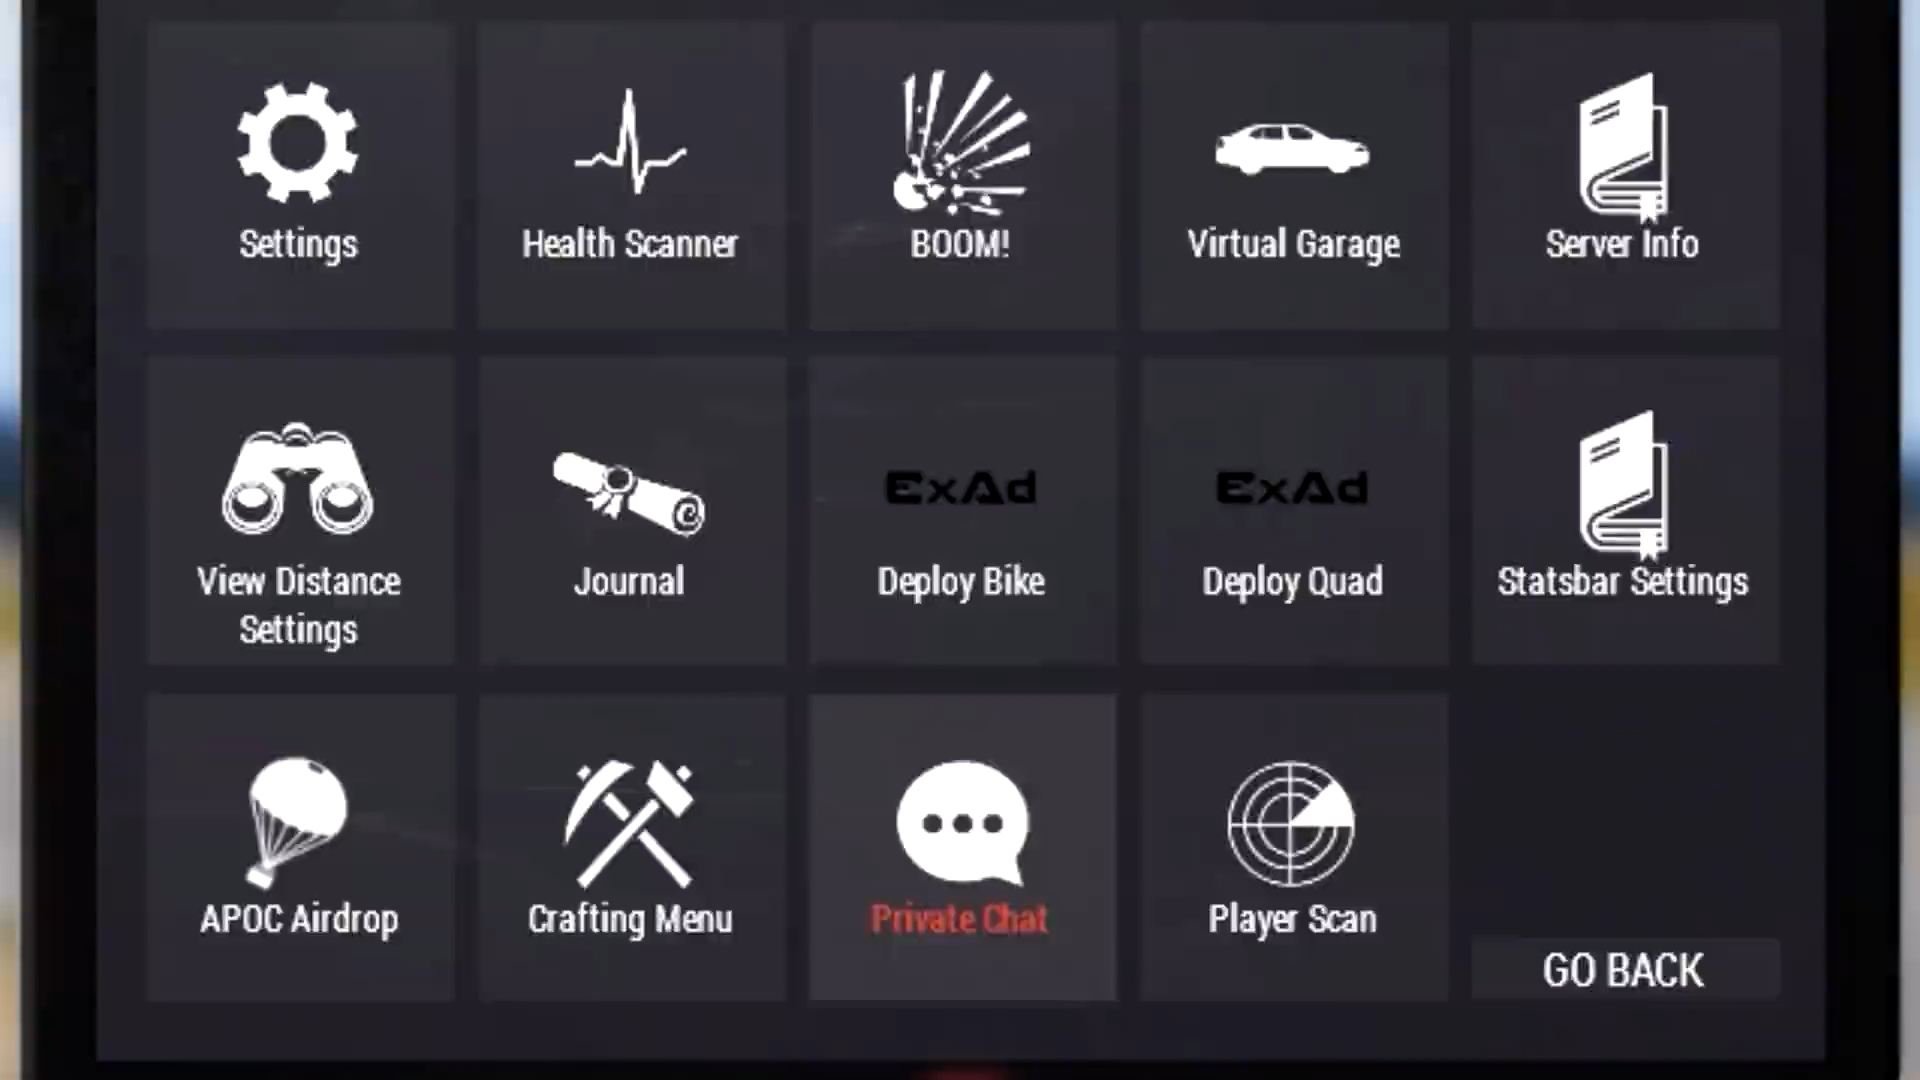 Settings
Health Scanner
BOOM!
Virtual Garage
Server Info
View Distance
Settings
Journal
ExAd
Deploy Bike
ExAd
Deploy Quad
Statsbar Settings
APOC Airdrop
Crafting Menu
Private Chat
Player Scan
GO BACK